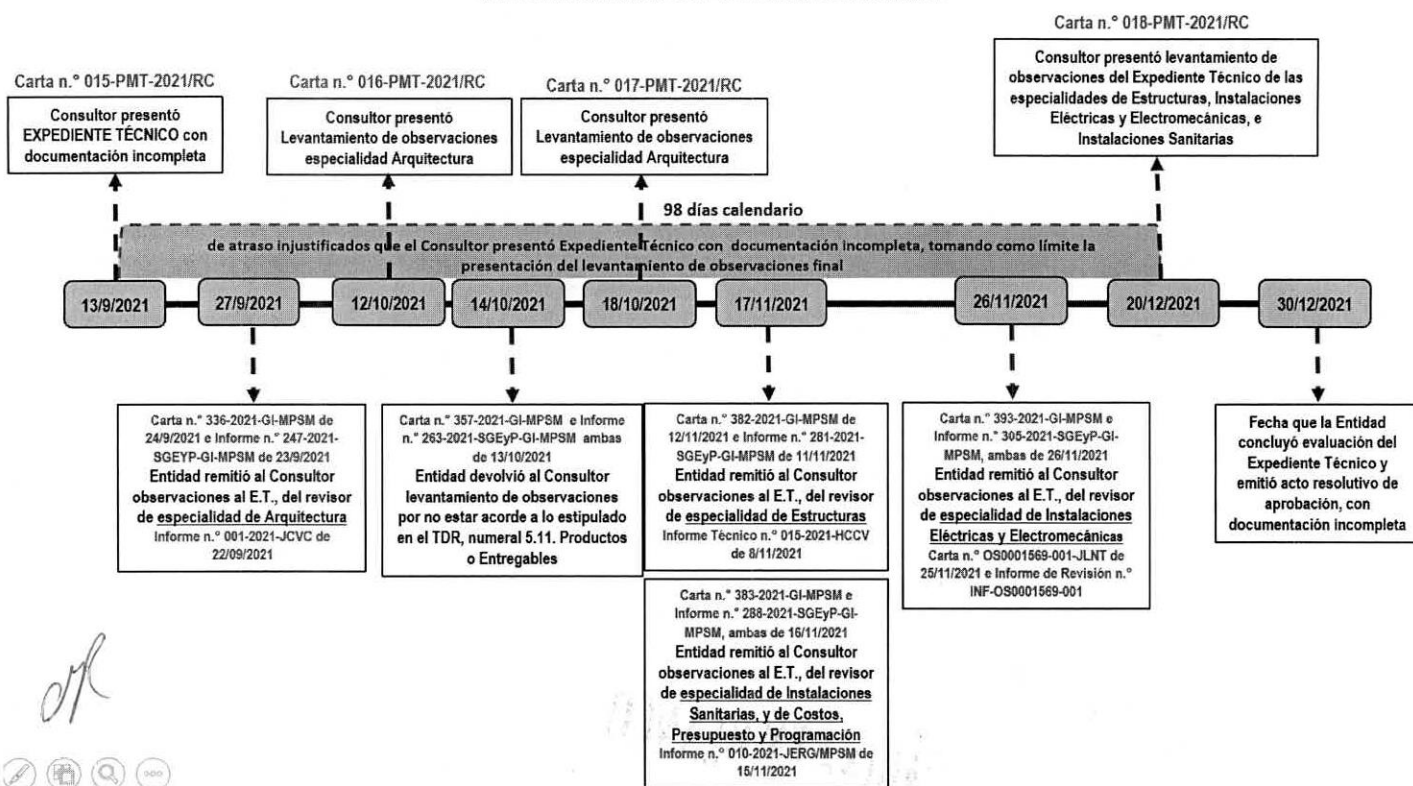 Carta n.° 018-PMT-2021/RC
Carta n.° 015-PMT-2021/RC
Carta n.° 016-PMT-2021/RC
Carta n.° 017-PMT-2021/RC
Consultor presentó
EXPEDIENTE TÉCNICO con
documentación incompleta
Consultor presentó
Levantamiento de observaciones
especialidad Arquitectura
Consultor presentó
Levantamiento de observaciones
especialidad Arquitectura
Consultor presentó levantamiento de
observaciones del Expediente Técnico de las
especialidades de Estructuras, Instalaciones
Eléctricas y Electromecánicas, e
Instalaciones Sanitarias
98 días calendario
de atraso injustificados que el Consultor presentó Expediente Técnico con documentación incompleta, tomando como límite la
presentación del levantamiento de observaciones final
13/9/2021
27/9/2021
12/10/2021
14/10/2021
18/10/2021
17/11/2021
26/11/2021
20/12/2021
30/12/2021
Carta n.° 336-2021-GI-MPSM de
24/9/2021 e Informe n.° 247-2021-
SGEYP-GI-MPSM de 23/9/2021
Entidad remitió al Consultor
observaciones al E.T., del revisor
de especialidad de Arquitectura
Informe n.° 001-2021-JCVC de
22/09/2021
Carta n.° 357-2021-GI-MPSM e Informe
n.° 263-2021-SGEyP-GI-MPSM ambas
de 13/10/2021
Entidad devolvió al Consultor
levantamiento de observaciones
por no estar acorde a lo estipulado
en el TDR, numeral 5.11. Productos
o Entregables
Carta n.° 382-2021-GI-MPSM de
12/11/2021 e Informe n.° 281-2021-
SGEyP-GI-MPSM de 11/11/2021
Entidad remitió al Consultor
observaciones al E.T., del revisor
de especialidad de Estructuras
Informe Técnico n.° 015-2021-HCCV
de 8/11/2021
Carta n.° 383-2021-GI-MPSM e
Informe n.° 288-2021-SGEyP-GI-
MPSM, ambas de 16/11/2021
Entidad remitió al Consultor
observaciones al E.T., del revisor
de especialidad de Instalaciones
Sanitarias, y de Costos,
Presupuesto y Programación
Informe n.° 010-2021-JERG/MPSM de
15/11/2021
Carta n.° 393-2021-GI-MPSM e
Informe n.° 305-2021-SGEyP-GI-
MPSM, ambas de 26/11/2021
Entidad remitió al Consultor
observaciones al E.T., del revisor
de especialidad de Instalaciones
Eléctricas y Electromecánicas
Carta n.° OS0001569-001-JLNT de
25/11/2021 e Informe de Revisión n.°
INF-OS0001569-001
Fecha que la Entidad
concluyó evaluación del
Expediente Técnico y
emitió acto resolutivo de
aprobación, con
documentación incompleta